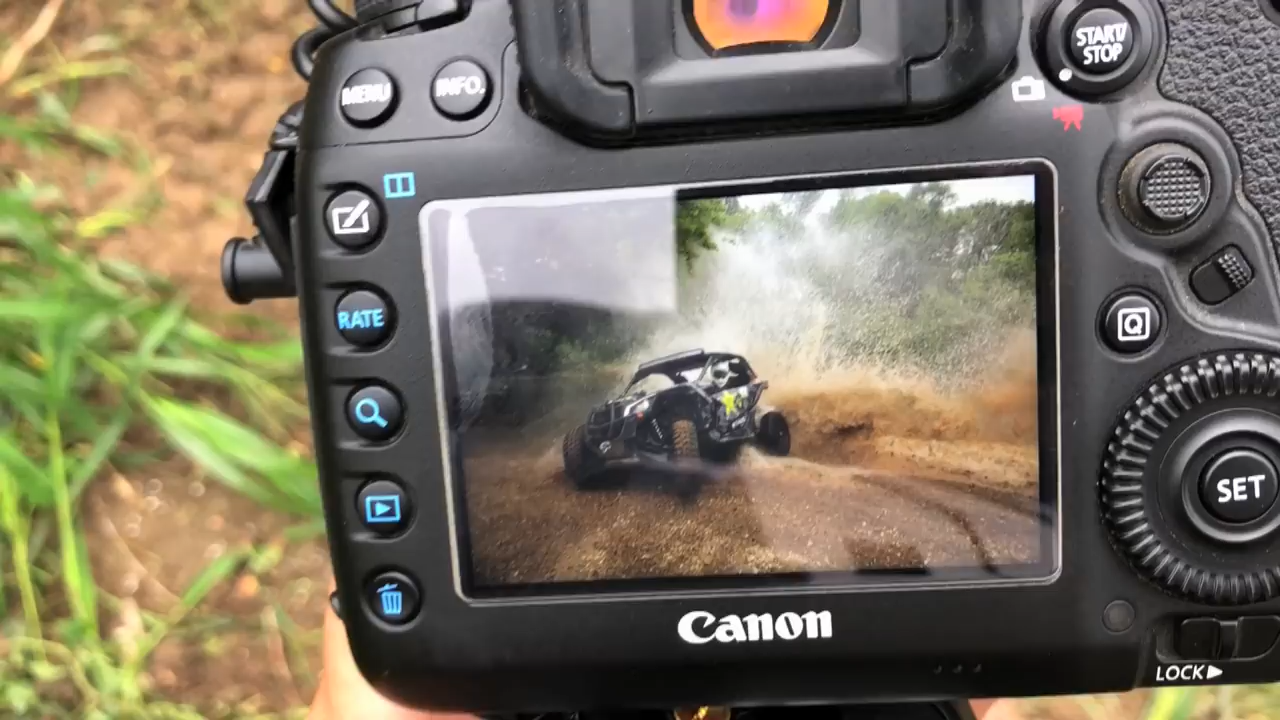 MENU
INFO.
START/
STOP
RATE
Q
SET
Canon
LOCK